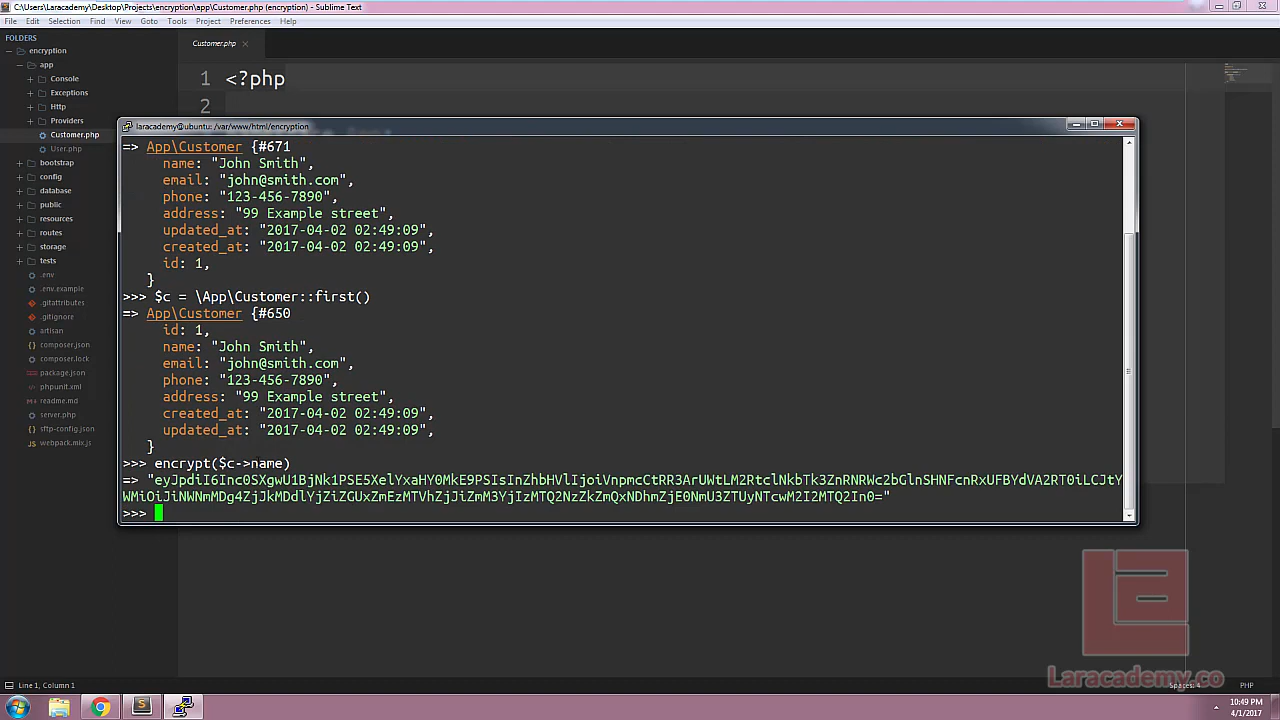 C:\Users\Laracademy\Desktop\Projects\encryption\app\Customer.php (encryption) - Sublime Text
File Edit Selection Find View Goto Tools Project Preferences Help
FOLDERS
encryption
app
Console
Exceptions
Http
Providers
Customer.php
User.php
bootstrap
config
database
public
resources
routes
storage
tests
.env
.env.example
.gitattributes
.gitignore
artisan
composer.json
composer.lock
package.json
phpunit.xml
readme.md
server.php
sftp-config.json
webpack.mix.js
Customer.php
1 <?php
2
laracademy@ubuntu: /var/www/html/encryption
=> App\Customer {#671
name: "John Smith",
email: "john@smith.com",
phone: "123-456-7890",
address: "99 Example street",
updated_at: "2017-04-02 02:49:09",
created_at: "2017-04-02 02:49:09",
id: 1,
}
>>> $c = \App\Customer::first()
=> App\Customer {#650
id: 1,
name: "John Smith",
email: "john@smith.com",
phone: "123-456-7890",
address: "99 Example street",
created_at: "2017-04-02 02:49:09",
updated_at: "2017-04-02 02:49:09",
}
>>> encrypt($c->name)
=> "eyJpdiI6Inc0SXgwU1BjNk1PSE5XelYxaHY0MkE9PSIsInZhbHVlIjoiVnpmcCtRR3ArUWtLM2RtclNkbTk3ZnRNRWc2bGlnSHNFcnRxUFBYdVA2RT0iLCJtY
WMiOiJiNWNmMDg4ZjJkMDdlYjZiZGUxZmEzMTVhZjJiZmM3YjIzMTQ2NzZkZmQxNDhmZjE0NmU3ZTUyNTcwM2I2MTQ2In0="
>>>
Laracademy.co
Line 1, Column 1
Spaces: 4
PHP
10:49 PM
4/1/2017